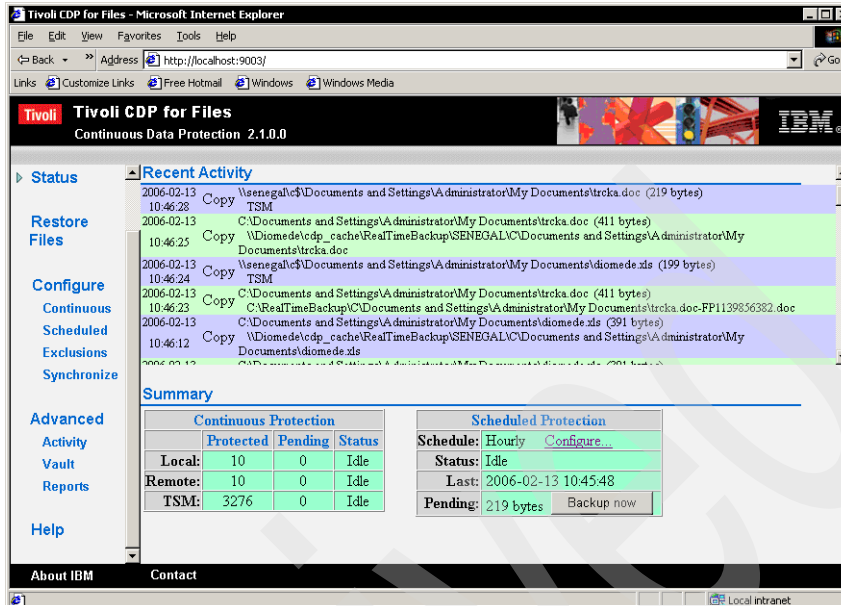 Tivoli CDP for Files - Microsoft Internet Explorer
File Edit View Favorites Tools Help
Back » Address http://localhost:9003/ Go
Links Customize Links Free Hotmail Windows Windows Media
Tivoli Tivoli CDP for Files
Continuous Data Protection 2.1.0.0
IBM
Status
Restore
Files
Configure
Continuous
Scheduled
Exclusions
Synchronize
Advanced
Activity
Vault
Reports
Help
Recent Activity
2006-02-13 10:46:28 Copy \\senegal\c$\Documents and Settings\Administrator\My Documents\trcka.doc (219 bytes)
TSM
2006-02-13 10:46:25 Copy C:\Documents and Settings\Administrator\My Documents\trcka.doc (411 bytes)
\\Diomede\cdp_cache\RealTimeBackup\SENEGAL\C\Documents and Settings\Administrator\My
Documents\trcka.doc
2006-02-13 10:46:24 Copy \\senegal\c$\Documents and Settings\Administrator\My Documents\diomede.xls (199 bytes)
TSM
2006-02-13 10:46:23 Copy C:\Documents and Settings\Administrator\My Documents\trcka.doc (411 bytes)
C:\RealTimeBackup\C\Documents and Settings\Administrator\My Documents\trcka.doc-FP1139856382.doc
2006-02-13 10:46:12 Copy C:\Documents and Settings\Administrator\My Documents\diomede.xls (391 bytes)
\\Diomede\cdp_cache\RealTimeBackup\SENEGAL\C\Documents and Settings\Administrator\My
Documents\diomede.xls
Summary
Continuous Protection
Protected Pending Status
Local: 10 0 Idle
Remote: 10 0 Idle
TSM: 3276 0 Idle
Scheduled Protection
Schedule: Hourly Configure...
Status: Idle
Last: 2006-02-13 10:45:48
Pending: 219 bytes Backup now
About IBM Contact
Local intranet